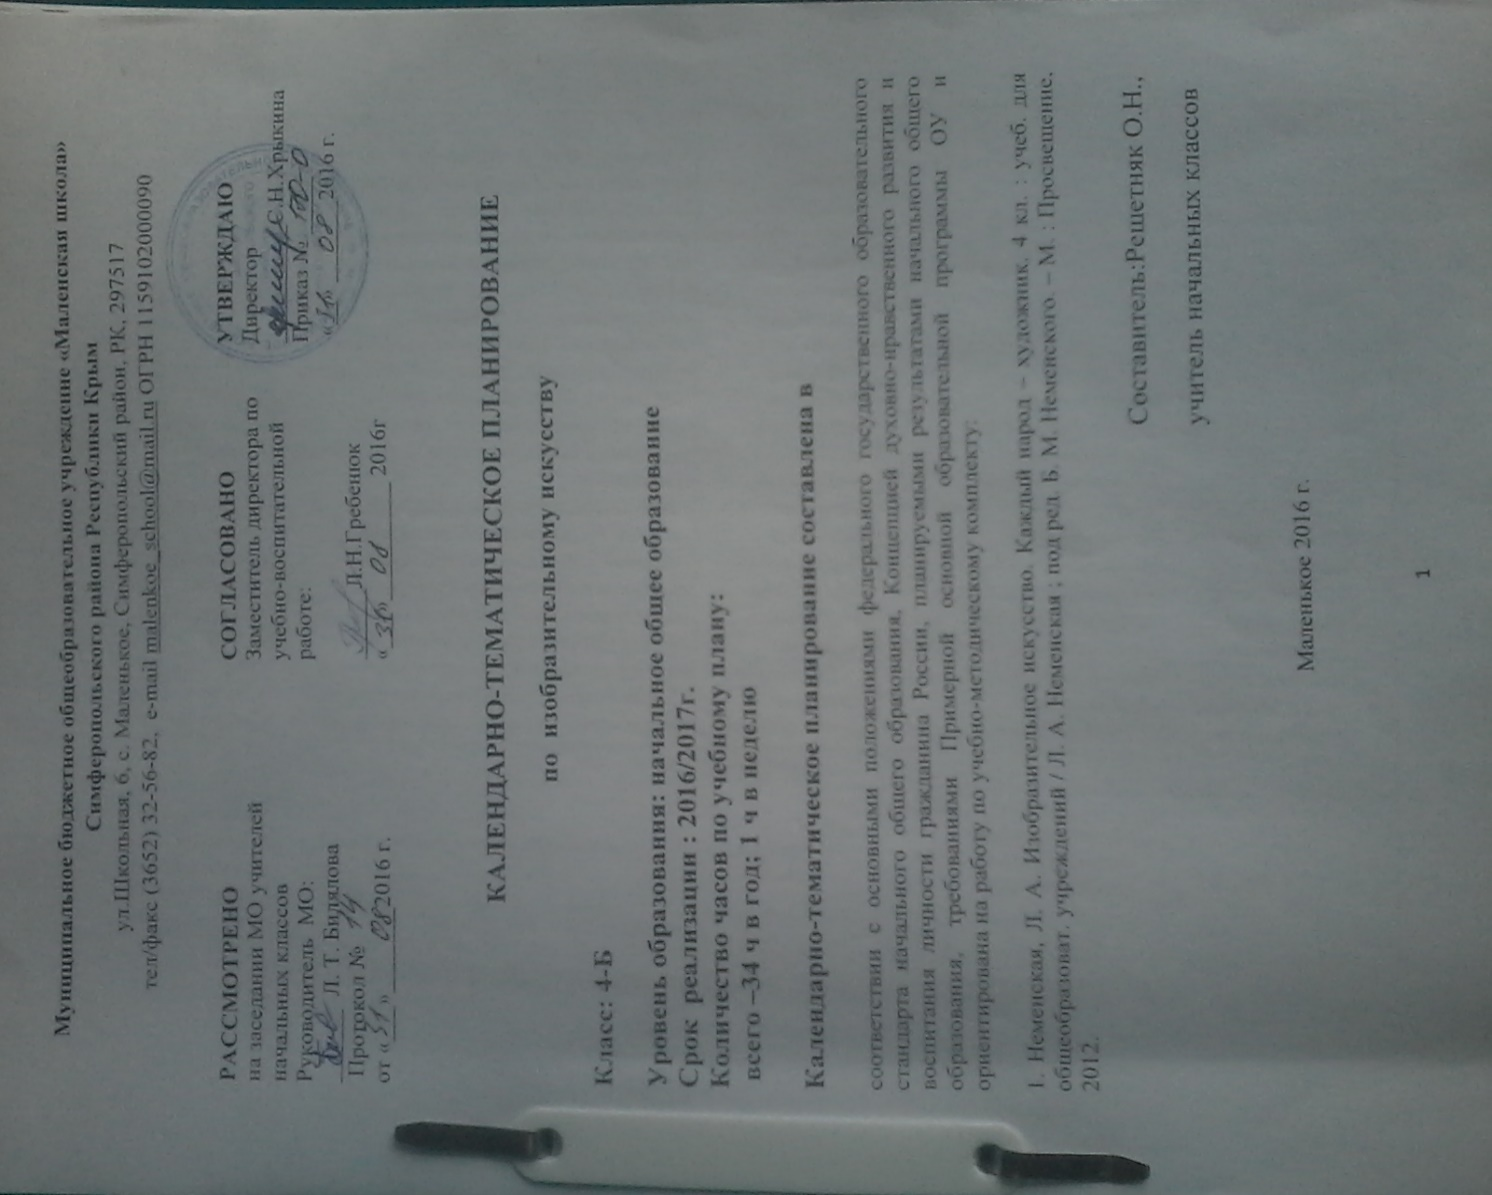 Муниципальное бюджетное общеобразовательное учреждение «Маленская школа»
Симферопольского района Республики Крым
ул.Школьная, 6, с. Маленькое, Симферопольский район, РК, 297517
тел/факс (3652) 32-56-82,  e-mail malenkoe_school@mail.ru ОГРН 1159102000090
РАССМОТРЕНО
на заседании МО учителей
начальных классов
Руководитель  МО:
Л. Т. Бирялова
Протокол № 14
от «31» 08 2016 г.
СОГЛАСОВАНО
Заместитель директора по
учебно-воспитательной
работе:
Л.Н.Гребенюк
«31» 08 2016г
УТВЕРЖДАЮ
Директор
Е.Н.Хрыкина
Приказ №
«31» 08 2016 г.
КАЛЕНДАРНО-ТЕМАТИЧЕСКОЕ ПЛАНИРОВАНИЕ
по  изобразительному искусству
Класс: 4-Б
Уровень образования: начальное общее образование
Срок  реализации : 2016/2017г.
Количество часов по учебному плану:
всего –34 ч в год; 1 ч в неделю
Календарно-тематическое планирование составлена в
соответствии с основными положениями федерального государственного образовательного
стандарта начального общего образования, Концепцией духовно-нравственного развития и
воспитания личности гражданина России, планируемыми результатами начального общего
образования, требованиями Примерной основной образовательной программы ОУ и
ориентирована на работу по учебно-методическому комплекту:
1. Неменская, Л. А. Изобразительное искусство. Каждый народ – художник. 4 кл. : учеб. для
общеобразоват. учреждений / Л. А. Неменская ; под ред. Б. М. Неменского. – М. : Просвещение,
2012.
Составитель:Решетняк О.Н.,
учитель начальных классов
Маленькое 2016 г.
1